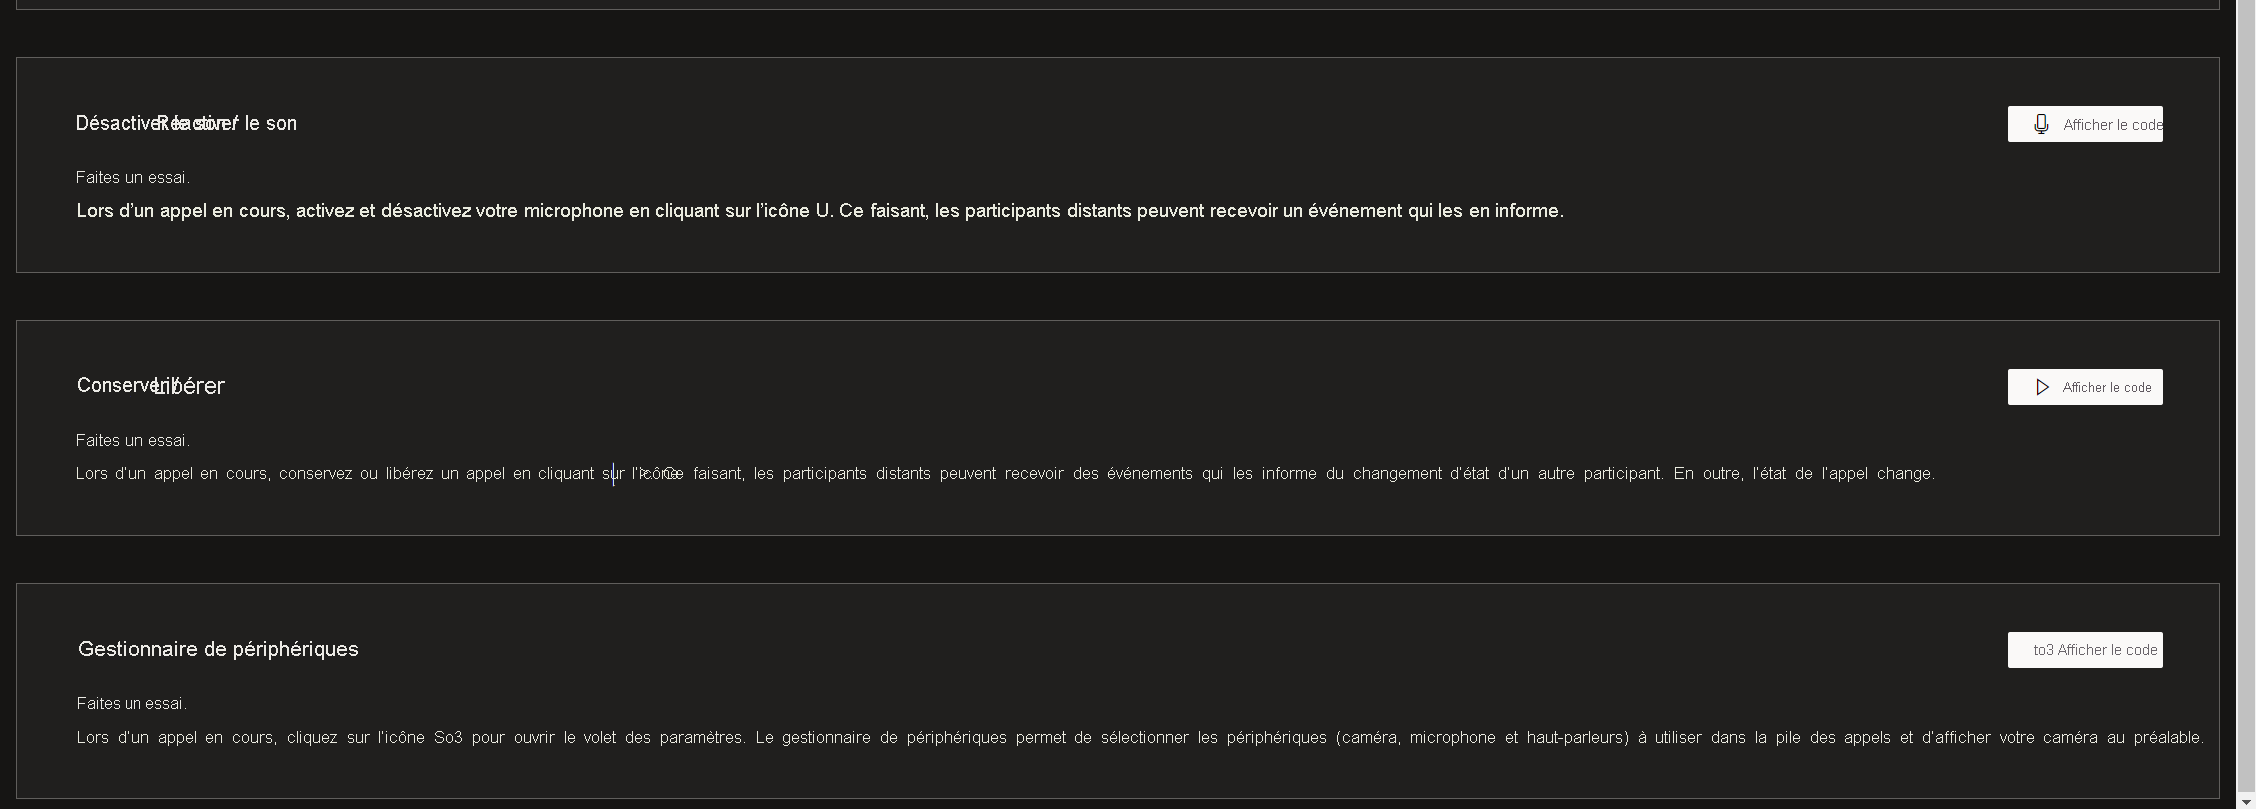 Désactiver le son / Réactiver le son
Afficher le code
Faites un essai.
Lors d'un appel en cours, activez et désactivez votre microphone en cliquant sur l'icône U. Ce faisant, les participants distants peuvent recevoir un événement qui les en informe.
Conserver / Libérer
Afficher le code
Faites un essai.
Lors d'un appel en cours, conservez ou libérez un appel en cliquant sur l'icône >. Ce faisant, les participants distants peuvent recevoir des événements qui les informe du changement d'état d'un autre participant. En outre, l'état de l'appel change.
Gestionnaire de périphériques
to3 Afficher le code
Faites un essai.
Lors d'un appel en cours, cliquez sur l'icône So3 pour ouvrir le volet des paramètres. Le gestionnaire de périphériques permet de sélectionner les périphériques (caméra, microphone et haut-parleurs) à utiliser dans la pile des appels et d'afficher votre caméra au préalable.